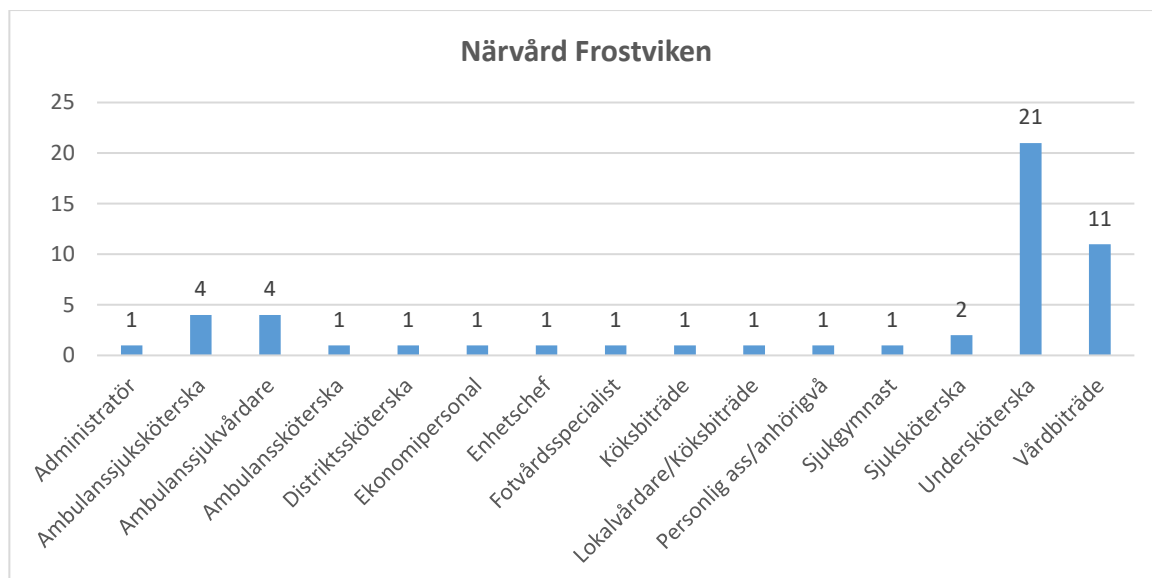 Närvård Frostviken
25
20
15
10
5
0
1
4
4
1
1
1
1
1
1
1
1
1
2
21
11
Administratör
Ambulanssjuksköterska
Ambulanssjukvårdare
Ambulanssköterska
Distriktssköterska
Ekonomipersonal
Enhetschef
Fotvårdsspecialist
Köksbiträde
Lokalvårdare/Köksbiträde
Personlig ass/anhörigvå
Sjukgymnast
Sjuksköterska
Undersköterska
Vårdbiträde